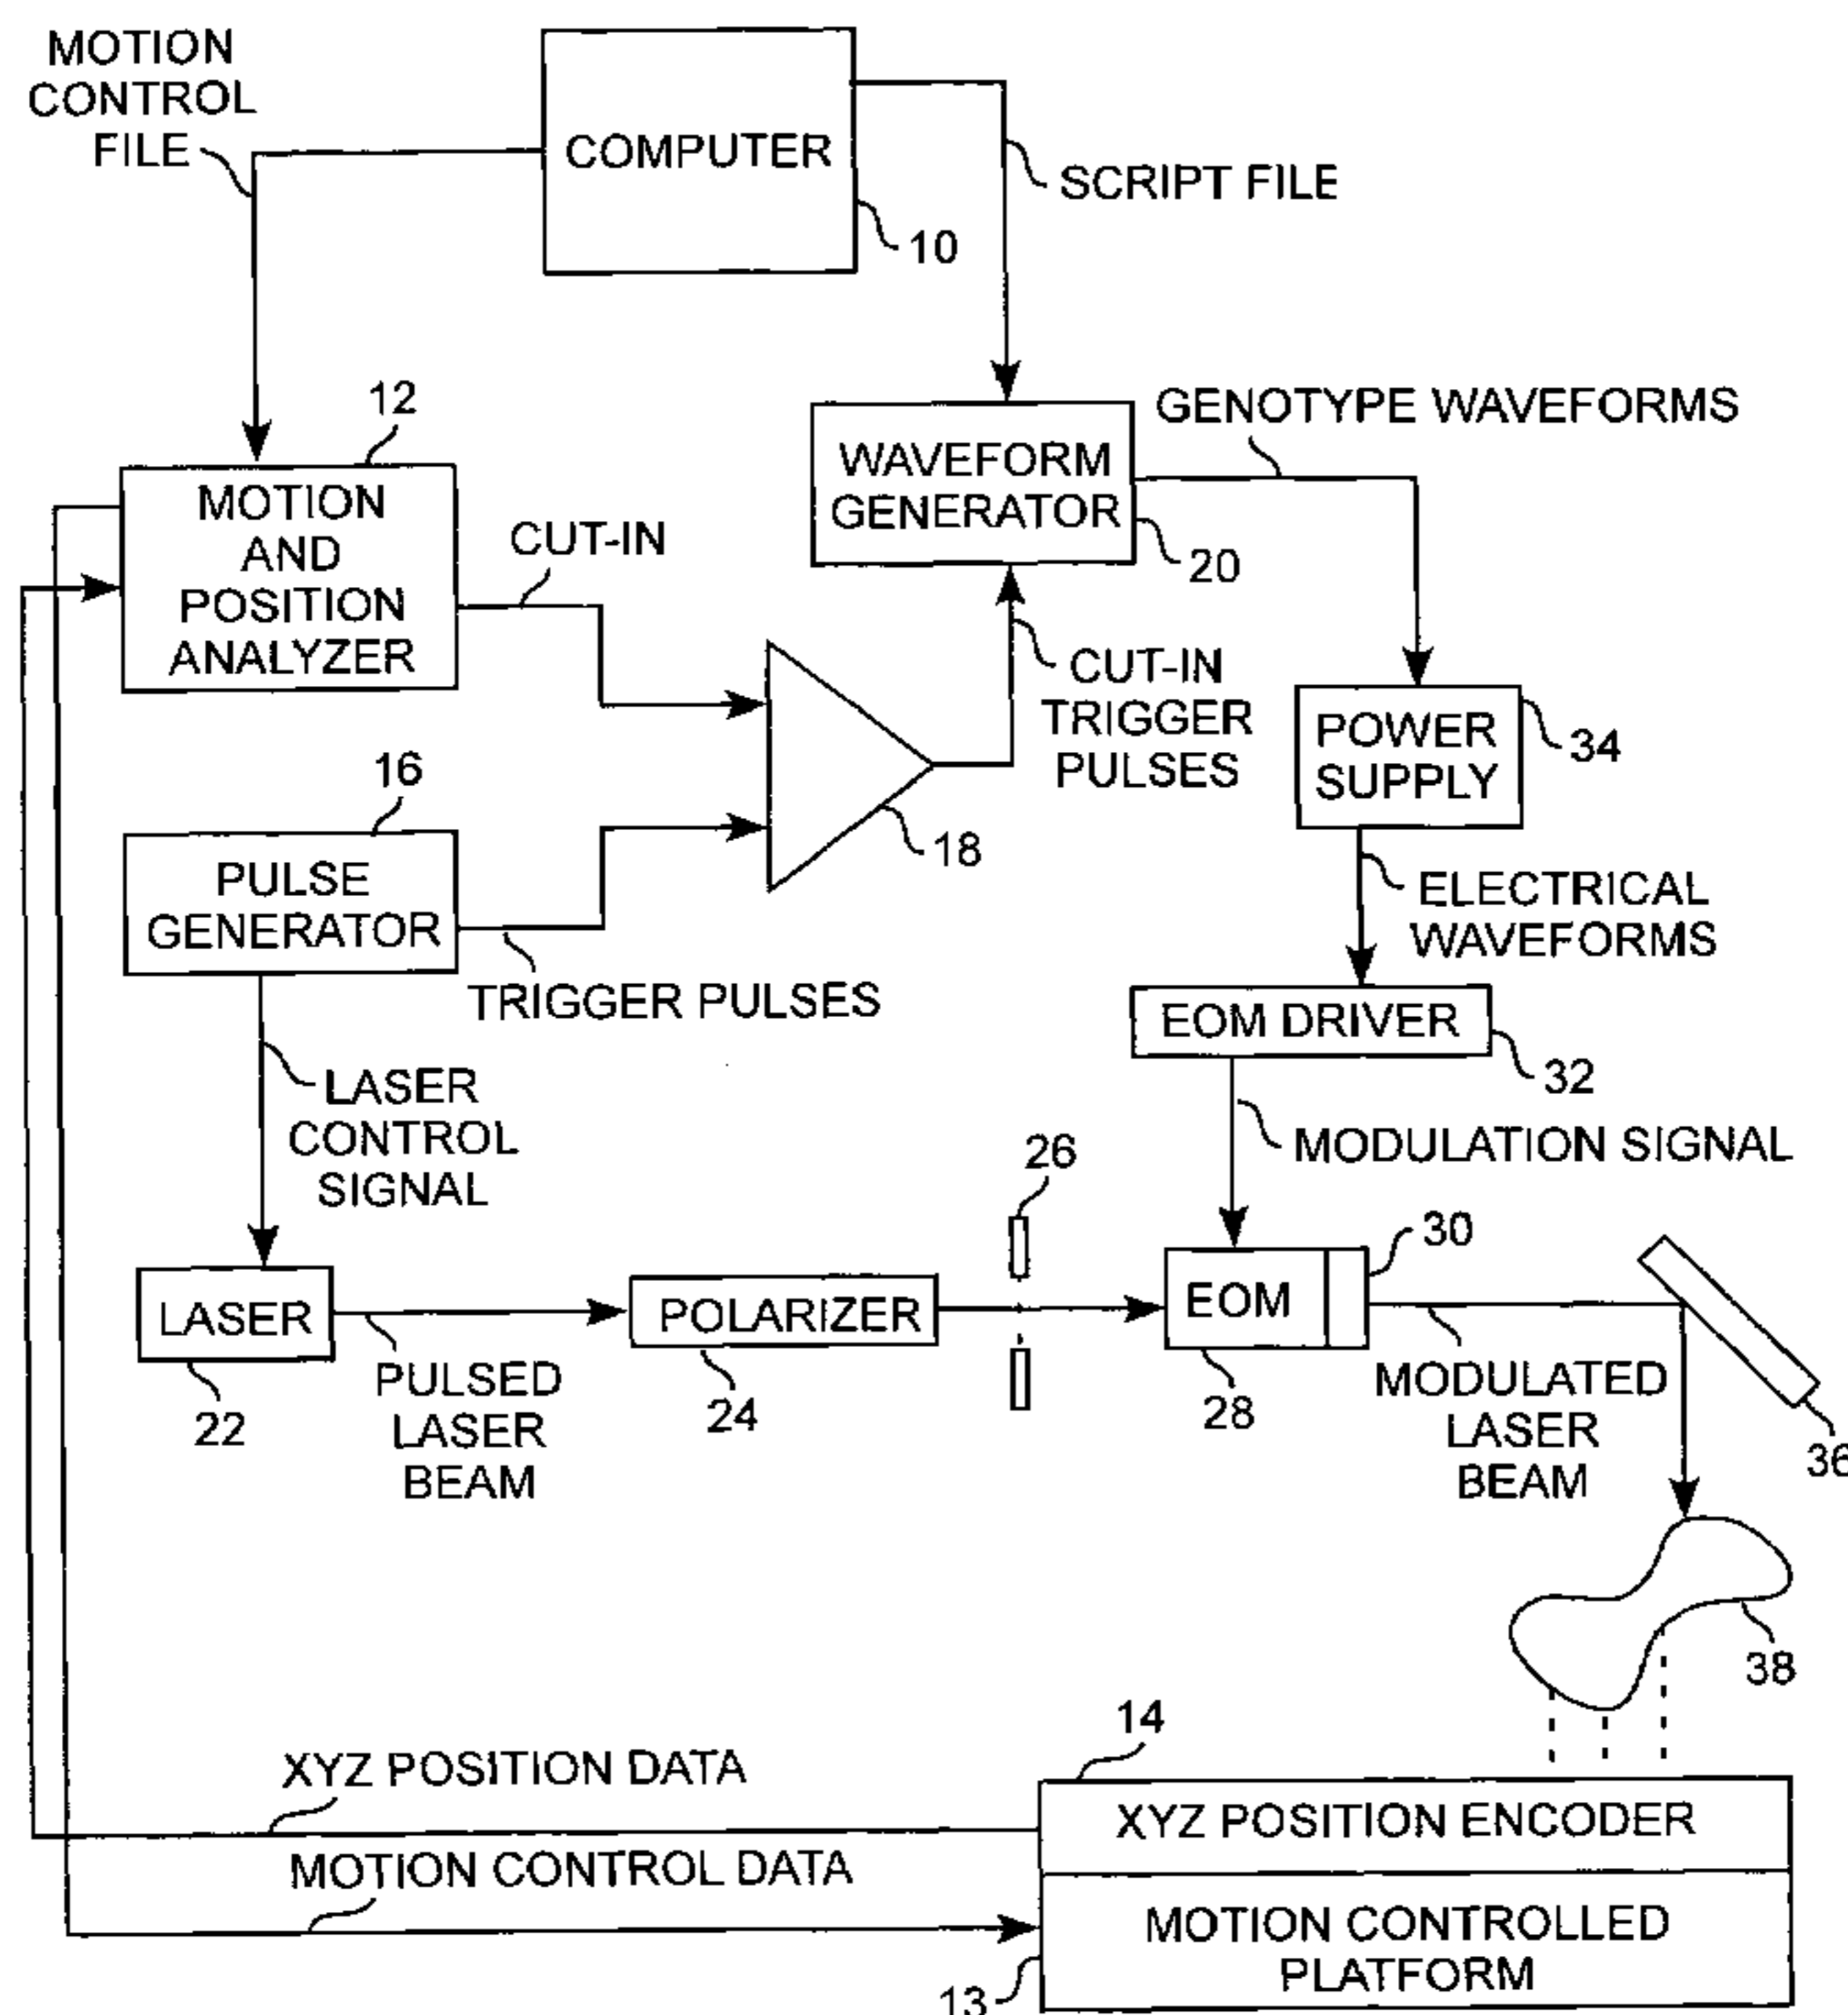 MOTION
CONTROL
FILE
COMPUTER
SCRIPT FILE
10
12
MOTION
AND
POSITION
ANALYZER
CUT-IN
WAVEFORM
GENERATOR
20
GENOTYPE WAVEFORMS
CUT-IN
TRIGGER
PULSES
POWER
SUPPLY
34
16
PULSE
GENERATOR
18
TRIGGER PULSES
ELECTRICAL
WAVEFORMS
EOM DRIVER
32
LASER
CONTROL
SIGNAL
MODULATION SIGNAL
26
30
LASER
22
PULSED
LASER
BEAM
POLARIZER
24
EOM
28
MODULATED
LASER
BEAM
36
38
14
XYZ POSITION DATA
XYZ POSITION ENCODER
MOTION CONTROL DATA
MOTION CONTROLLED
PLATFORM
13